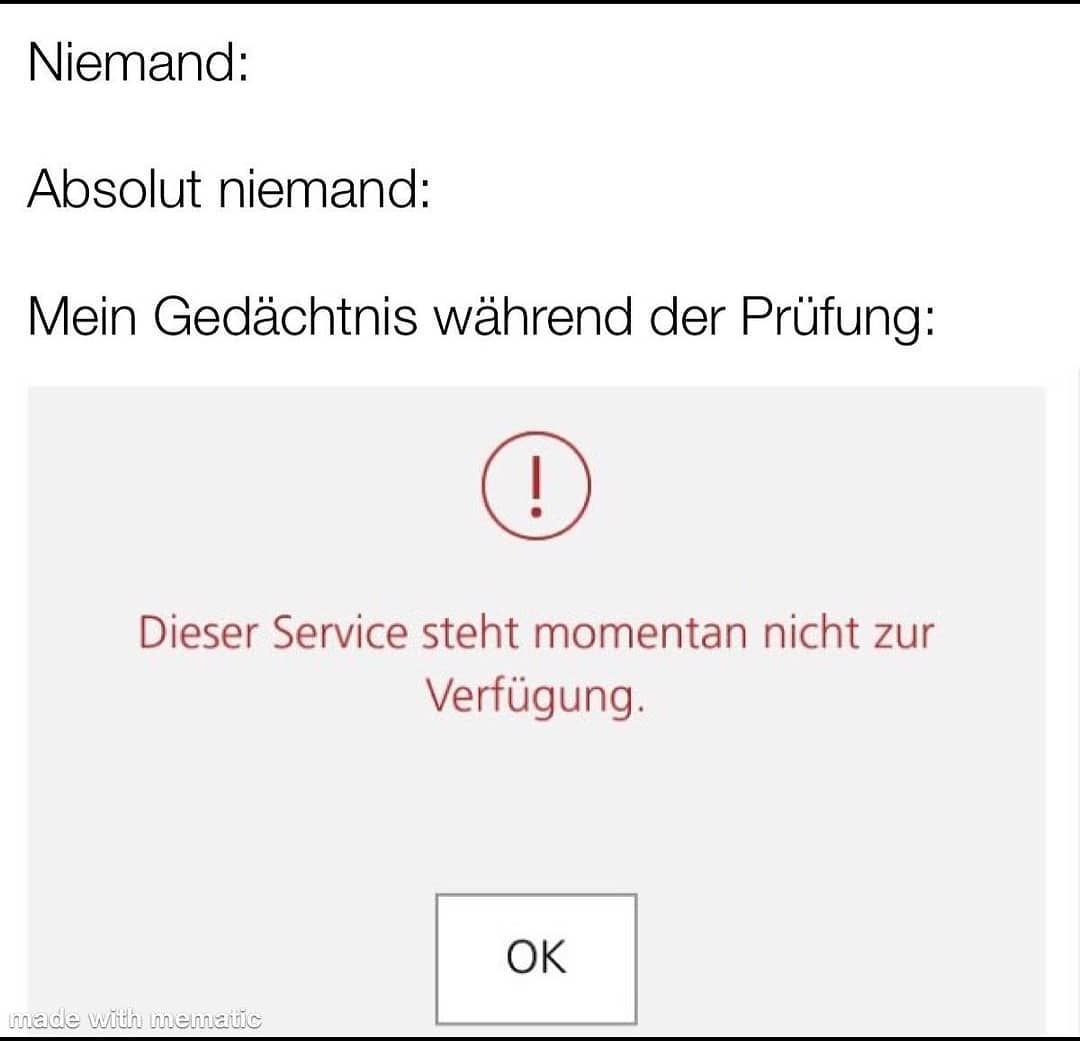 Niemand:
Absolut niemand:
Mein Gedächtnis während der Prüfung:
!
Dieser Service steht momentan nicht zur
Verfügung.
OK
made with mematic